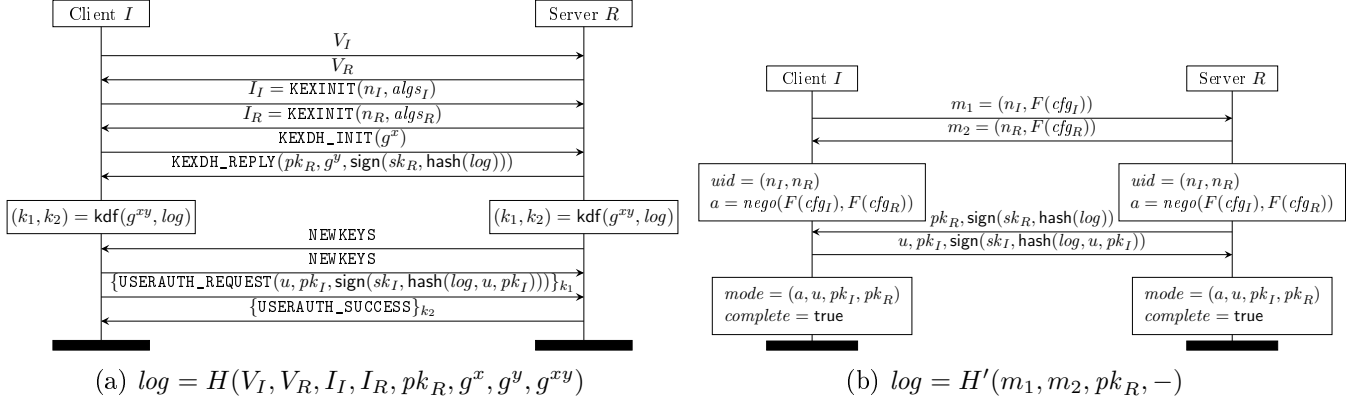 Client I
Server R
V_I
V_R
I_I = KEXINIT(n_I, algs_I)
I_R = KEXINIT(n_R, algs_R)
KEXDH_INIT(g^x)
KEXDH_REPLY(pk_R, g^y, sign(sk_R, hash(log)))
(k_1, k_2) = kdf(g^{xy}, log)
(k_1, k_2) = kdf(g^{xy}, log)
NEWKEYS
NEWKEYS
{USERAUTH_REQUEST(u, pk_I, sign(sk_I, hash(log, u, pk_I)))}_{k_1}
{USERAUTH_SUCCESS}_{k_2}
(a) log = H(V_I, V_R, I_I, I_R, pk_R, g^x, g^y, g^{xy})
Client I
Server R
m_1 = (n_I, F(cfg_I))
m_2 = (n_R, F(cfg_R))
uid = (n_I, n_R)
a = nego(F(cfg_I), F(cfg_R))
uid = (n_I, n_R)
a = nego(F(cfg_I), F(cfg_R))
pk_R, sign(sk_R, hash(log))
u, pk_I, sign(sk_I, hash(log, u, pk_I))
mode = (a, u, pk_I, pk_R)
complete = true
mode = (a, u, pk_I, pk_R)
complete = true
(b) log = H'(m_1, m_2, pk_R, −)